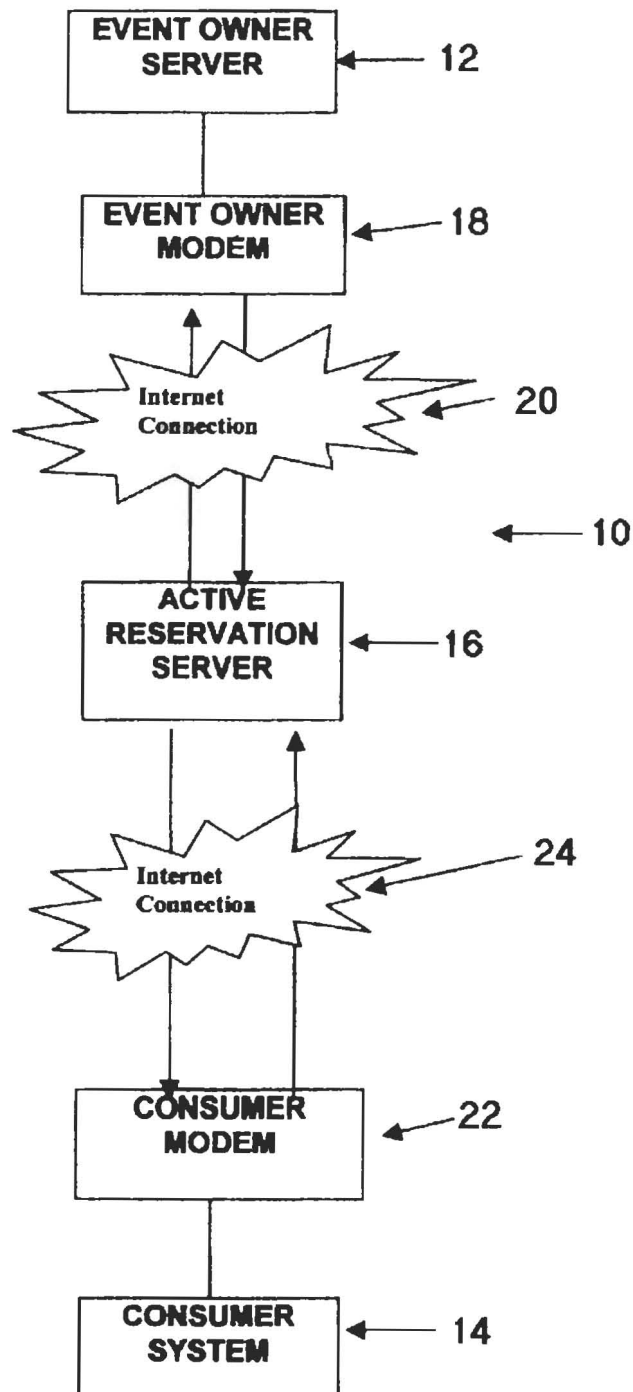 EVENT OWNER
SERVER
12
EVENT OWNER
MODEM
18
Internet
Connection
20
10
ACTIVE
RESERVATION
SERVER
16
Internet
Connection
24
CONSUMER
MODEM
22
CONSUMER
SYSTEM
14